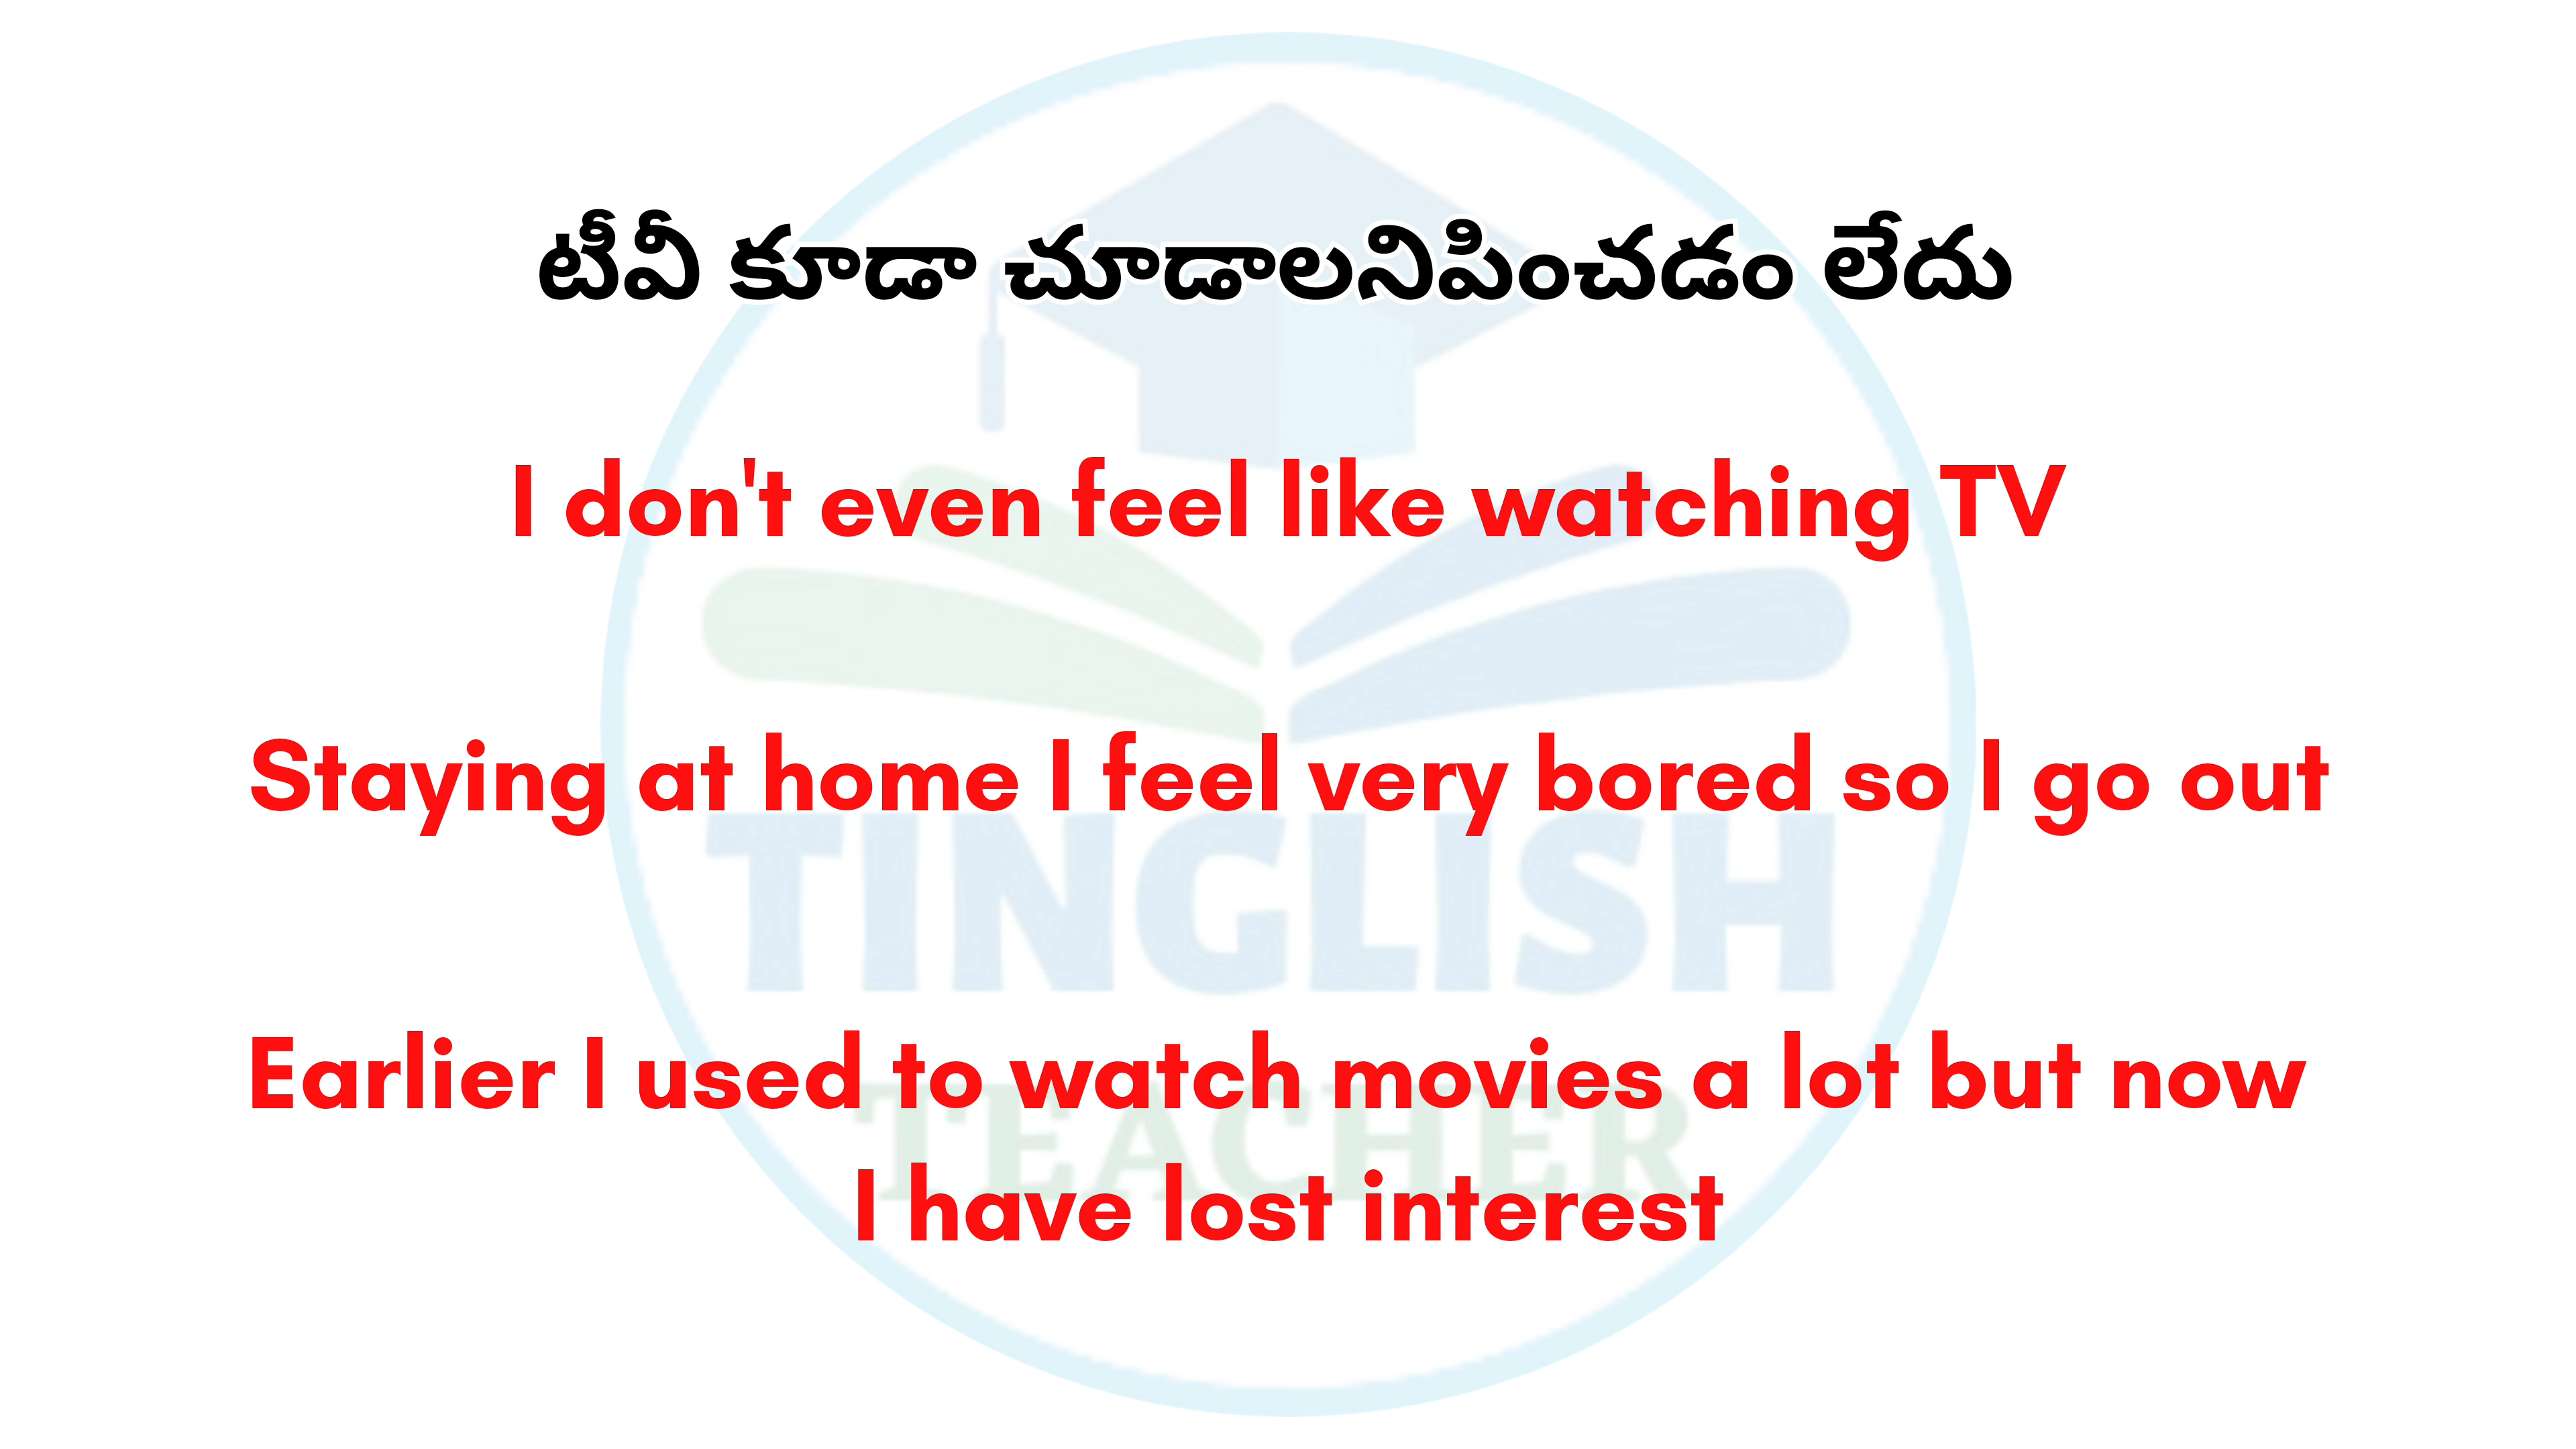 టీవీ కూడా చూడాలనిపించడం లేదు
I don't even feel like watching TV
Staying at home I feel very bored so I go out
TINGLISH
Earlier I used to watch movies a lot but now
TEACHER
I have lost interest